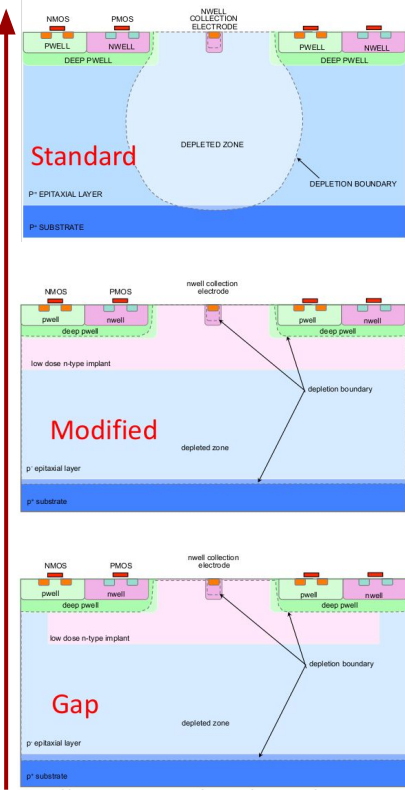 NWELL
COLLECTION
ELECTRODE
NMOS PMOS
PWELL NWELL PWELL NWELL
DEEP PWELL DEEP PWELL
DEPLETED ZONE
Standard
DEPLETION BOUNDARY
P⁼ EPITAXIAL LAYER
P⁺ SUBSTRATE
nwell collection
electrode
NMOS PMOS
pwell nwell pwell nwell
deep pwell deep pwell
low dose n-type implant
depletion boundary
Modified
depleted zone
p⁻ epitaxial layer
p⁺ substrate
nwell collection
electrode
NMOS PMOS
pwell nwell pwell nwell
deep pwell deep pwell
low dose n-type implant
depletion boundary
Gap
depleted zone
p⁻ epitaxial layer
p⁺ substrate